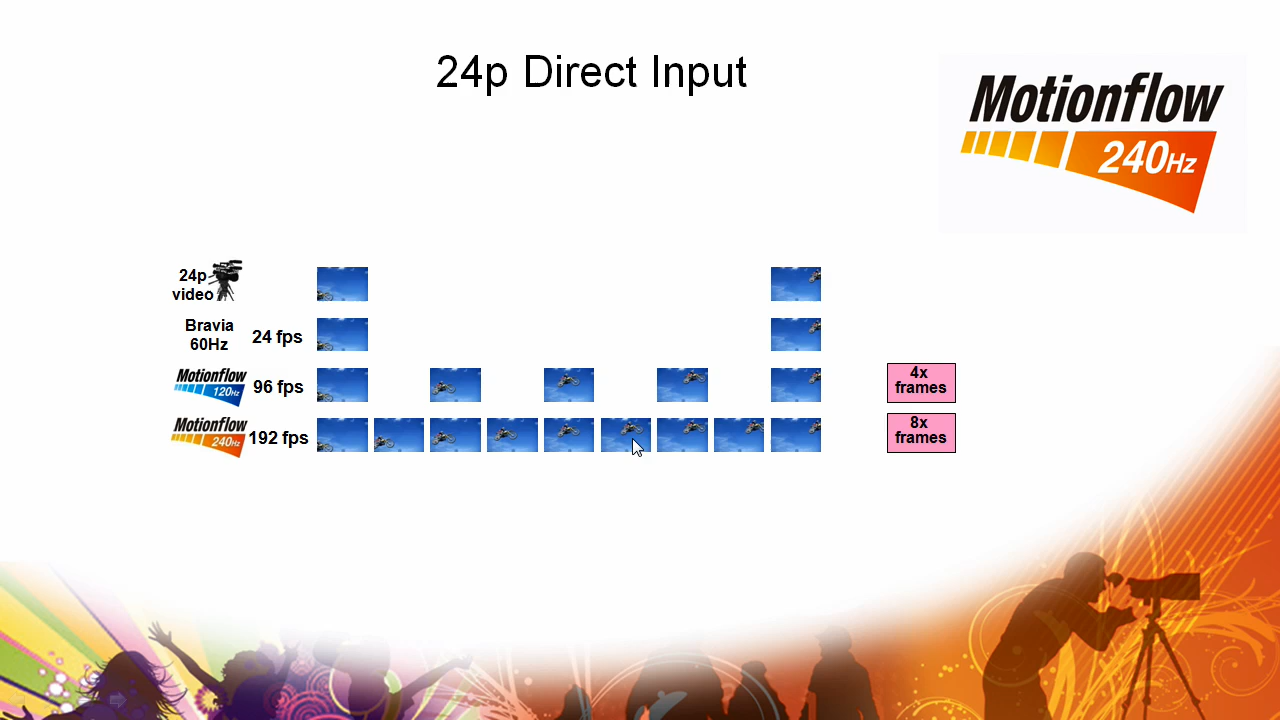 24p Direct Input
Motionflow
240Hz
24p
video
Bravia
60Hz
24 fps
Motionflow
120Hz
96 fps
4x
frames
Motionflow
240Hz
192 fps
8x
frames